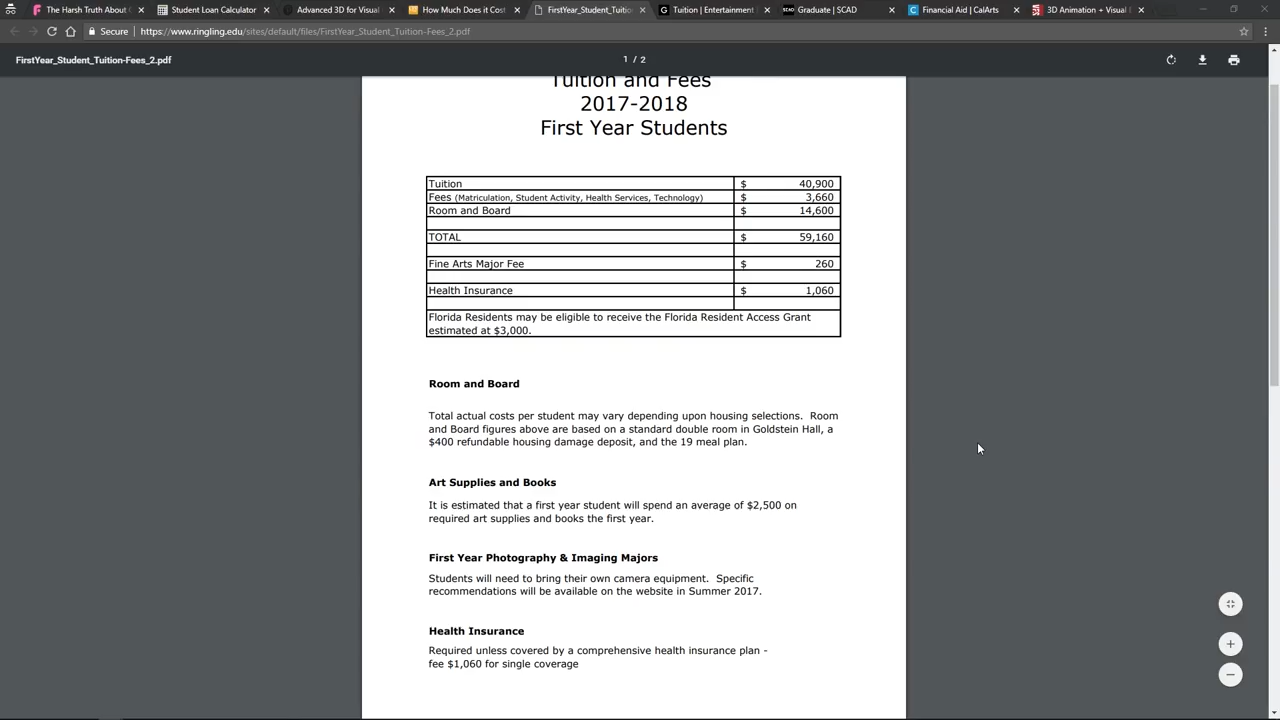 The Harsh Truth About C
Student Loan Calculator
Advanced 3D for Visual
How Much Does it Cost
FirstYear_Student_Tuitio
Tuition | Entertainment
Graduate | SCAD
Financial Aid | CalArts
3D Animation + Visual E
Secure | https://www.ringling.edu/sites/default/files/FirstYear_Student_Tuition-Fees_2.pdf
FirstYear_Student_Tuition-Fees_2.pdf
1 / 2
Tuition and Fees
2017-2018
First Year Students
Tuition $ 40,900
Fees (Matriculation, Student Activity, Health Services, Technology) $ 3,660
Room and Board $ 14,600
TOTAL $ 59,160
Fine Arts Major Fee $ 260
Health Insurance $ 1,060
Florida Residents may be eligible to receive the Florida Resident Access Grant
estimated at $3,000.
Room and Board
Total actual costs per student may vary depending upon housing selections. Room
and Board figures above are based on a standard double room in Goldstein Hall, a
$400 refundable housing damage deposit, and the 19 meal plan.
Art Supplies and Books
It is estimated that a first year student will spend an average of $2,500 on
required art supplies and books the first year.
First Year Photography & Imaging Majors
Students will need to bring their own camera equipment. Specific
recommendations will be available on the website in Summer 2017.
Health Insurance
Required unless covered by a comprehensive health insurance plan -
fee $1,060 for single coverage